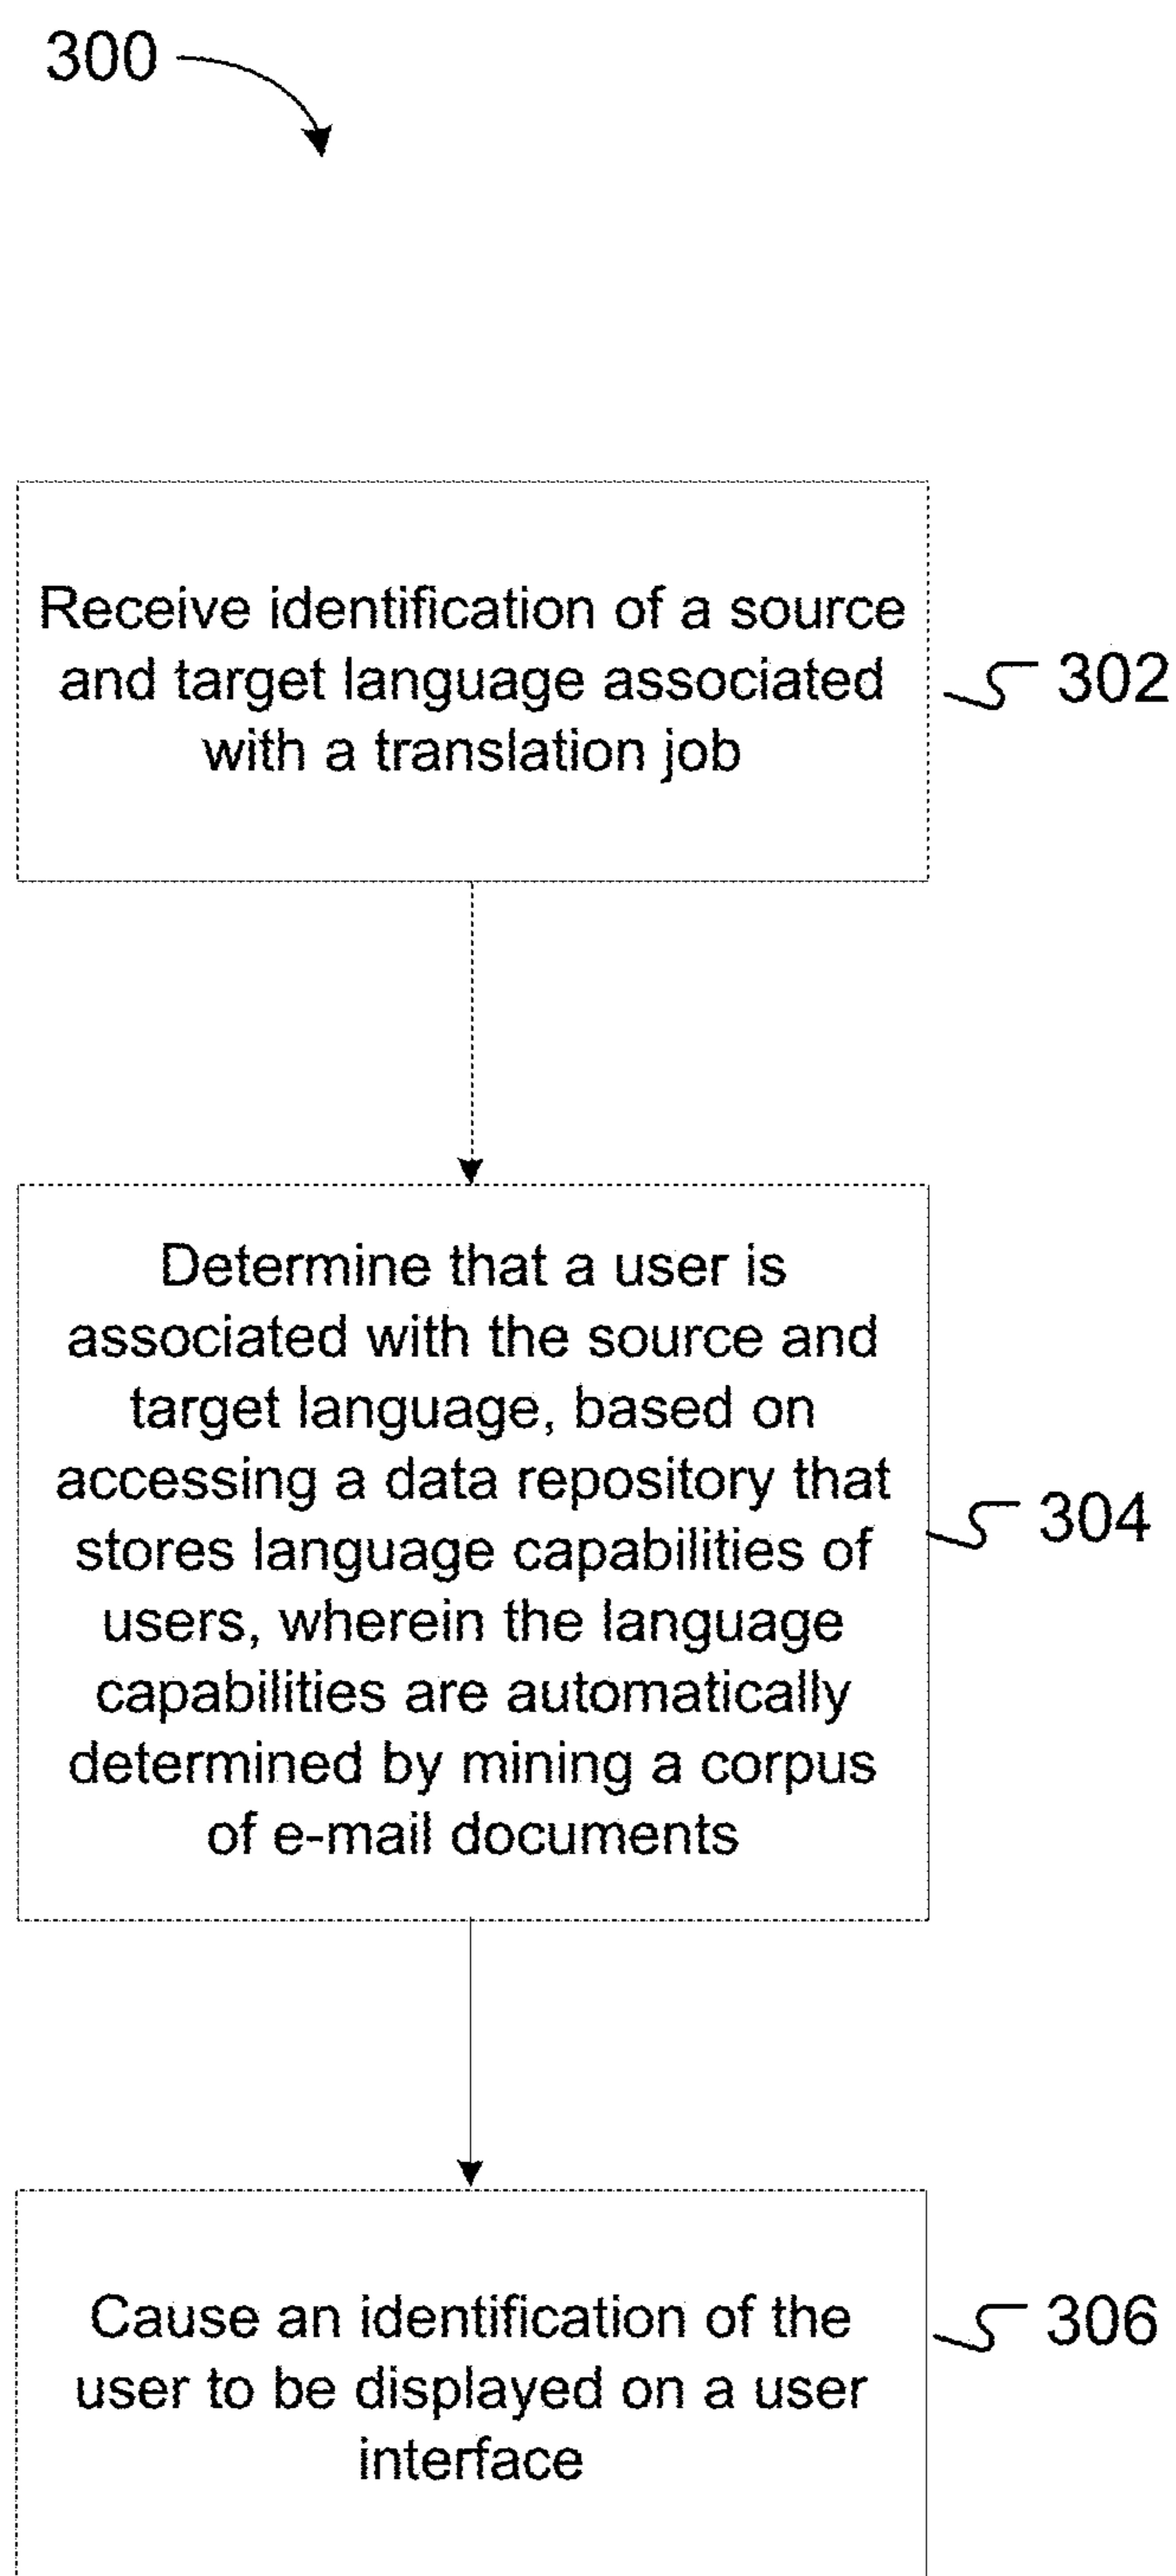 300
Receive identification of a source
and target language associated
with a translation job
302
Determine that a user is
associated with the source and
target language, based on
accessing a data repository that
stores language capabilities of
users, wherein the language
capabilities are automatically
determined by mining a corpus
of e-mail documents
304
Cause an identification of the
user to be displayed on a user
interface
306